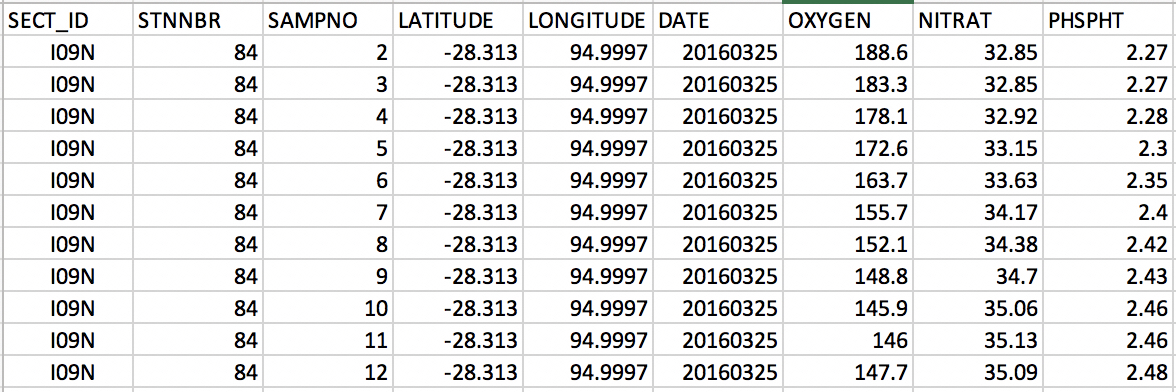 SECT_ID STNNBR SAMPNO LATITUDE LONGITUDE DATE OXYGEN NITRAT PHSPHT
I09N 84 2 -28.313 94.9997 20160325 188.6 32.85 2.27
I09N 84 3 -28.313 94.9997 20160325 183.3 32.85 2.27
I09N 84 4 -28.313 94.9997 20160325 178.1 32.92 2.28
I09N 84 5 -28.313 94.9997 20160325 172.6 33.15 2.3
I09N 84 6 -28.313 94.9997 20160325 163.7 33.63 2.35
I09N 84 7 -28.313 94.9997 20160325 155.7 34.17 2.4
I09N 84 8 -28.313 94.9997 20160325 152.1 34.38 2.42
I09N 84 9 -28.313 94.9997 20160325 148.8 34.7 2.43
I09N 84 10 -28.313 94.9997 20160325 145.9 35.06 2.46
I09N 84 11 -28.313 94.9997 20160325 146 35.13 2.46
I09N 84 12 -28.313 94.9997 20160325 147.7 35.09 2.48